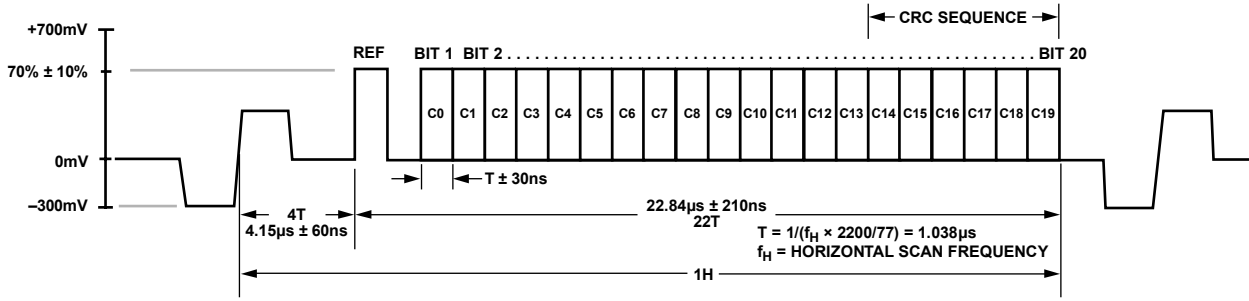 +700mV
CRC SEQUENCE
REF
BIT 1 BIT 2 . . . . . . . . . . . . . . . . . . . . . . . . . . . . . . . . . . . . . . . . . . . . . . . . . . . . . . . . . . BIT 20
70% ± 10%
C0 C1 C2 C3 C4 C5 C6 C7 C8 C9 C10 C11 C12 C13 C14 C15 C16 C17 C18 C19
0mV
T ± 30ns
–300mV
4T
4.15µs ± 60ns
22.84µs ± 210ns
22T
T = 1/(fH × 2200/77) = 1.038µs
fH = HORIZONTAL SCAN FREQUENCY
1H